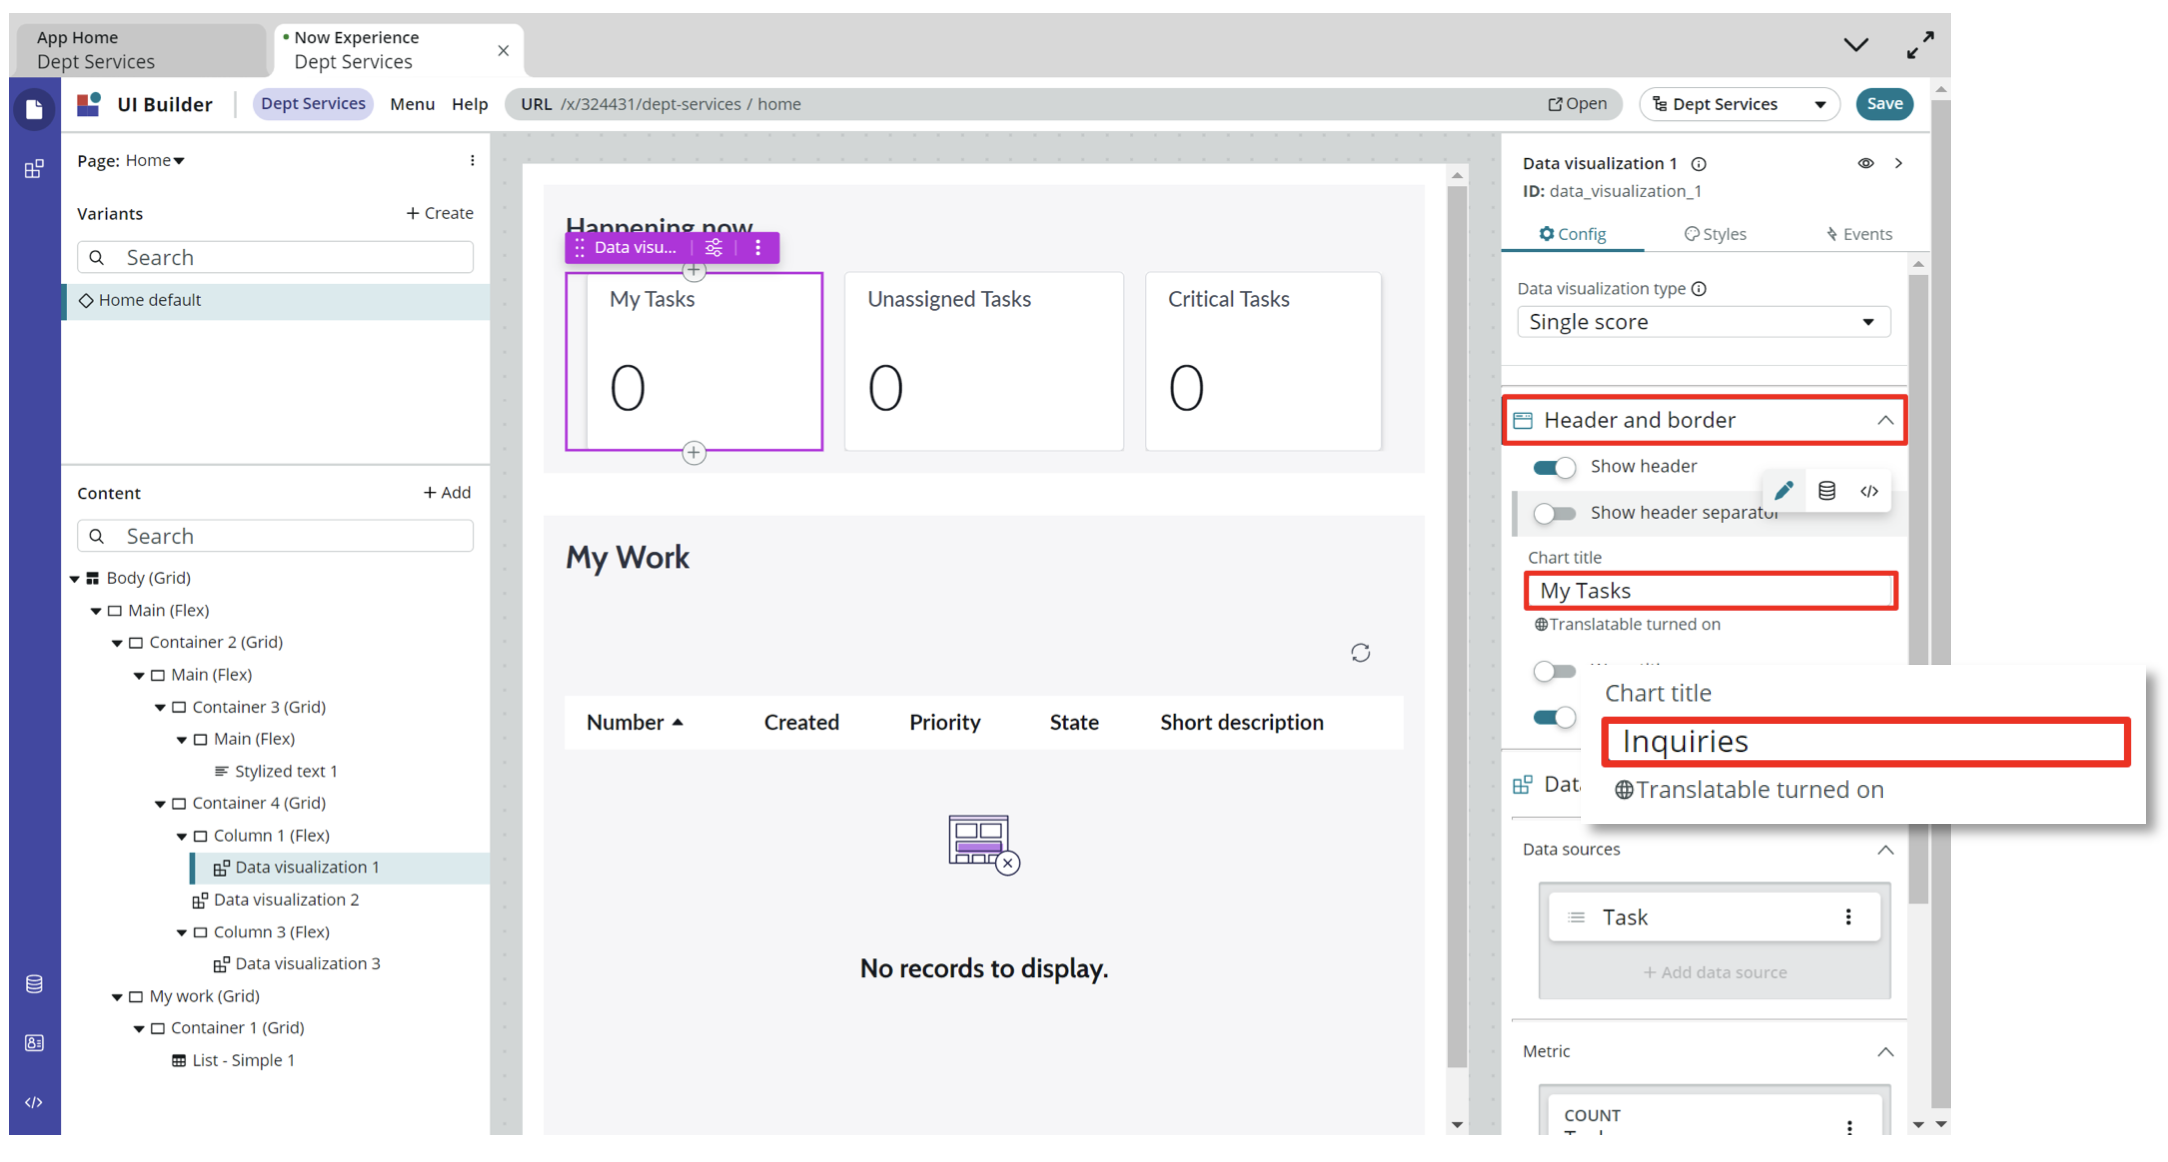 App Home
Dept Services
Now Experience
Dept Services
UI Builder
Dept Services
Menu
Help
URL /x/324431/dept-services / home
Open
Dept Services
Save
Page: Home
Variants
+ Create
Search
Home default
Content
+ Add
Search
Body (Grid)
Main (Flex)
Container 2 (Grid)
Main (Flex)
Container 3 (Grid)
Main (Flex)
Stylized text 1
Container 4 (Grid)
Column 1 (Flex)
Data visualization 1
Data visualization 2
Column 3 (Flex)
Data visualization 3
My work (Grid)
Container 1 (Grid)
List - Simple 1
Happening now
Data visu...
My Tasks
0
Unassigned Tasks
0
Critical Tasks
0
My Work
Number
Created
Priority
State
Short description
No records to display.
Data visualization 1
ID: data_visualization_1
Config
Styles
Events
Data visualization type
Single score
Header and border
Show header
Show header separator
Chart title
My Tasks
Translatable turned on
Chart title
Inquiries
Translatable turned on
Data sources
Task
+ Add data source
Metric
COUNT